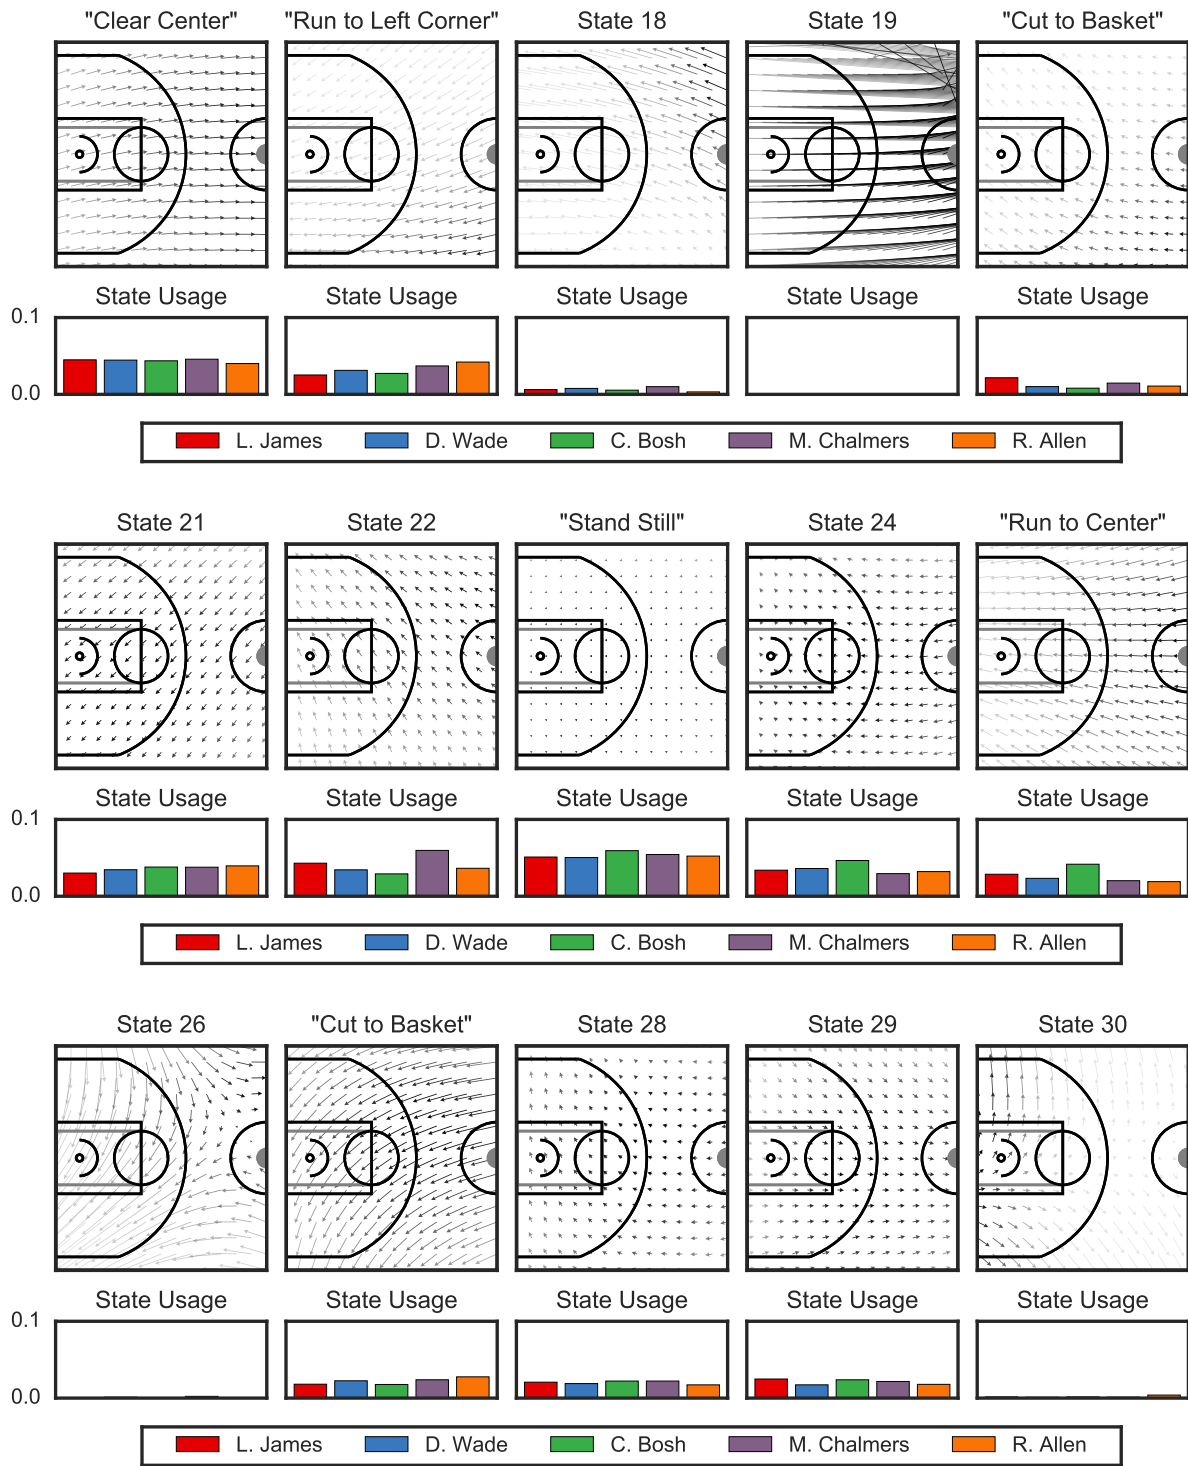 "Clear Center" "Run to Left Corner" State 18 State 19 "Cut to Basket"
State Usage State Usage State Usage State Usage State Usage
0.1
0.0
L. James D. Wade C. Bosh M. Chalmers R. Allen
State 21 State 22 "Stand Still" State 24 "Run to Center"
State Usage State Usage State Usage State Usage State Usage
0.1
0.0
L. James D. Wade C. Bosh M. Chalmers R. Allen
State 26 "Cut to Basket" State 28 State 29 State 30
State Usage State Usage State Usage State Usage State Usage
0.1
0.0
L. James D. Wade C. Bosh M. Chalmers R. Allen